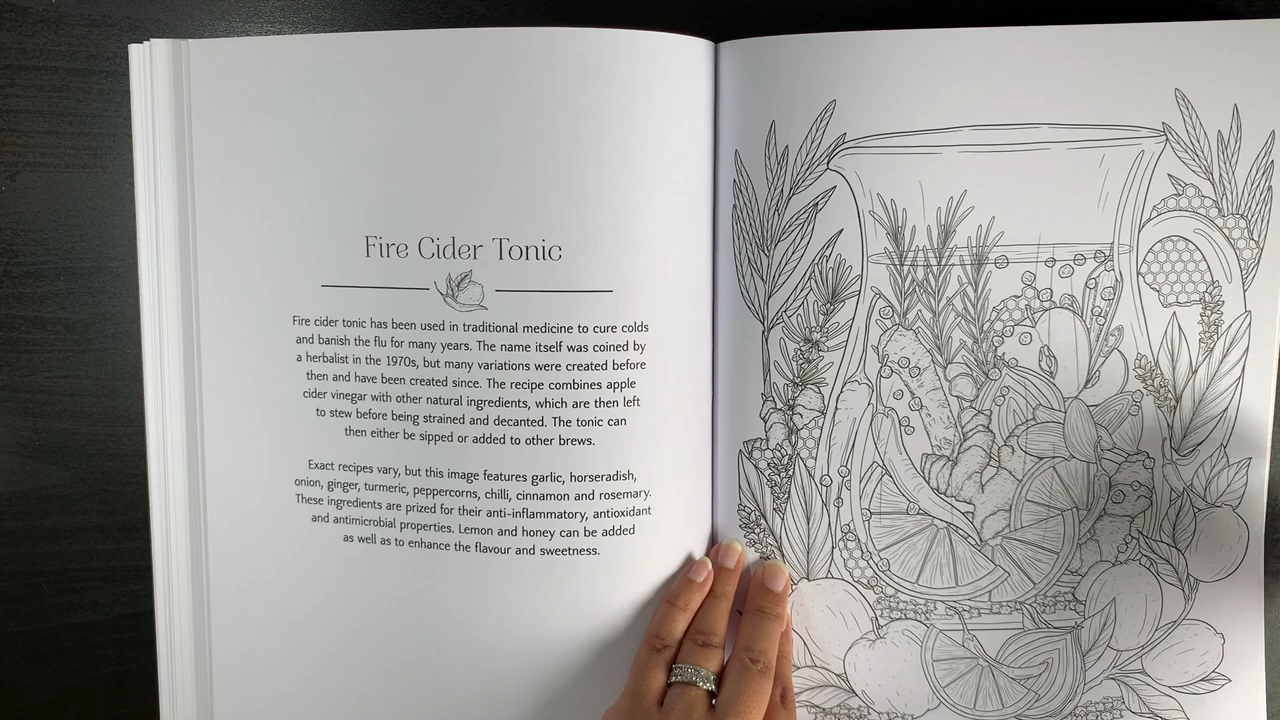 Fire Cider Tonic
Fire cider tonic has been used in traditional medicine to cure colds
and banish the flu for many years. The name itself was coined by
a herbalist in the 1970s, but many variations were created before
then and have been created since. The recipe combines apple
cider vinegar with other natural ingredients, which are then left
to stew before being strained and decanted. The tonic can
then either be sipped or added to other brews.
Exact recipes vary, but this image features garlic, horseradish,
onion, ginger, turmeric, peppercorns, chilli, cinnamon and rosemary.
These ingredients are prized for their anti-inflammatory, antioxidant
and antimicrobial properties. Lemon and honey can be added
as well as to enhance the flavour and sweetness.